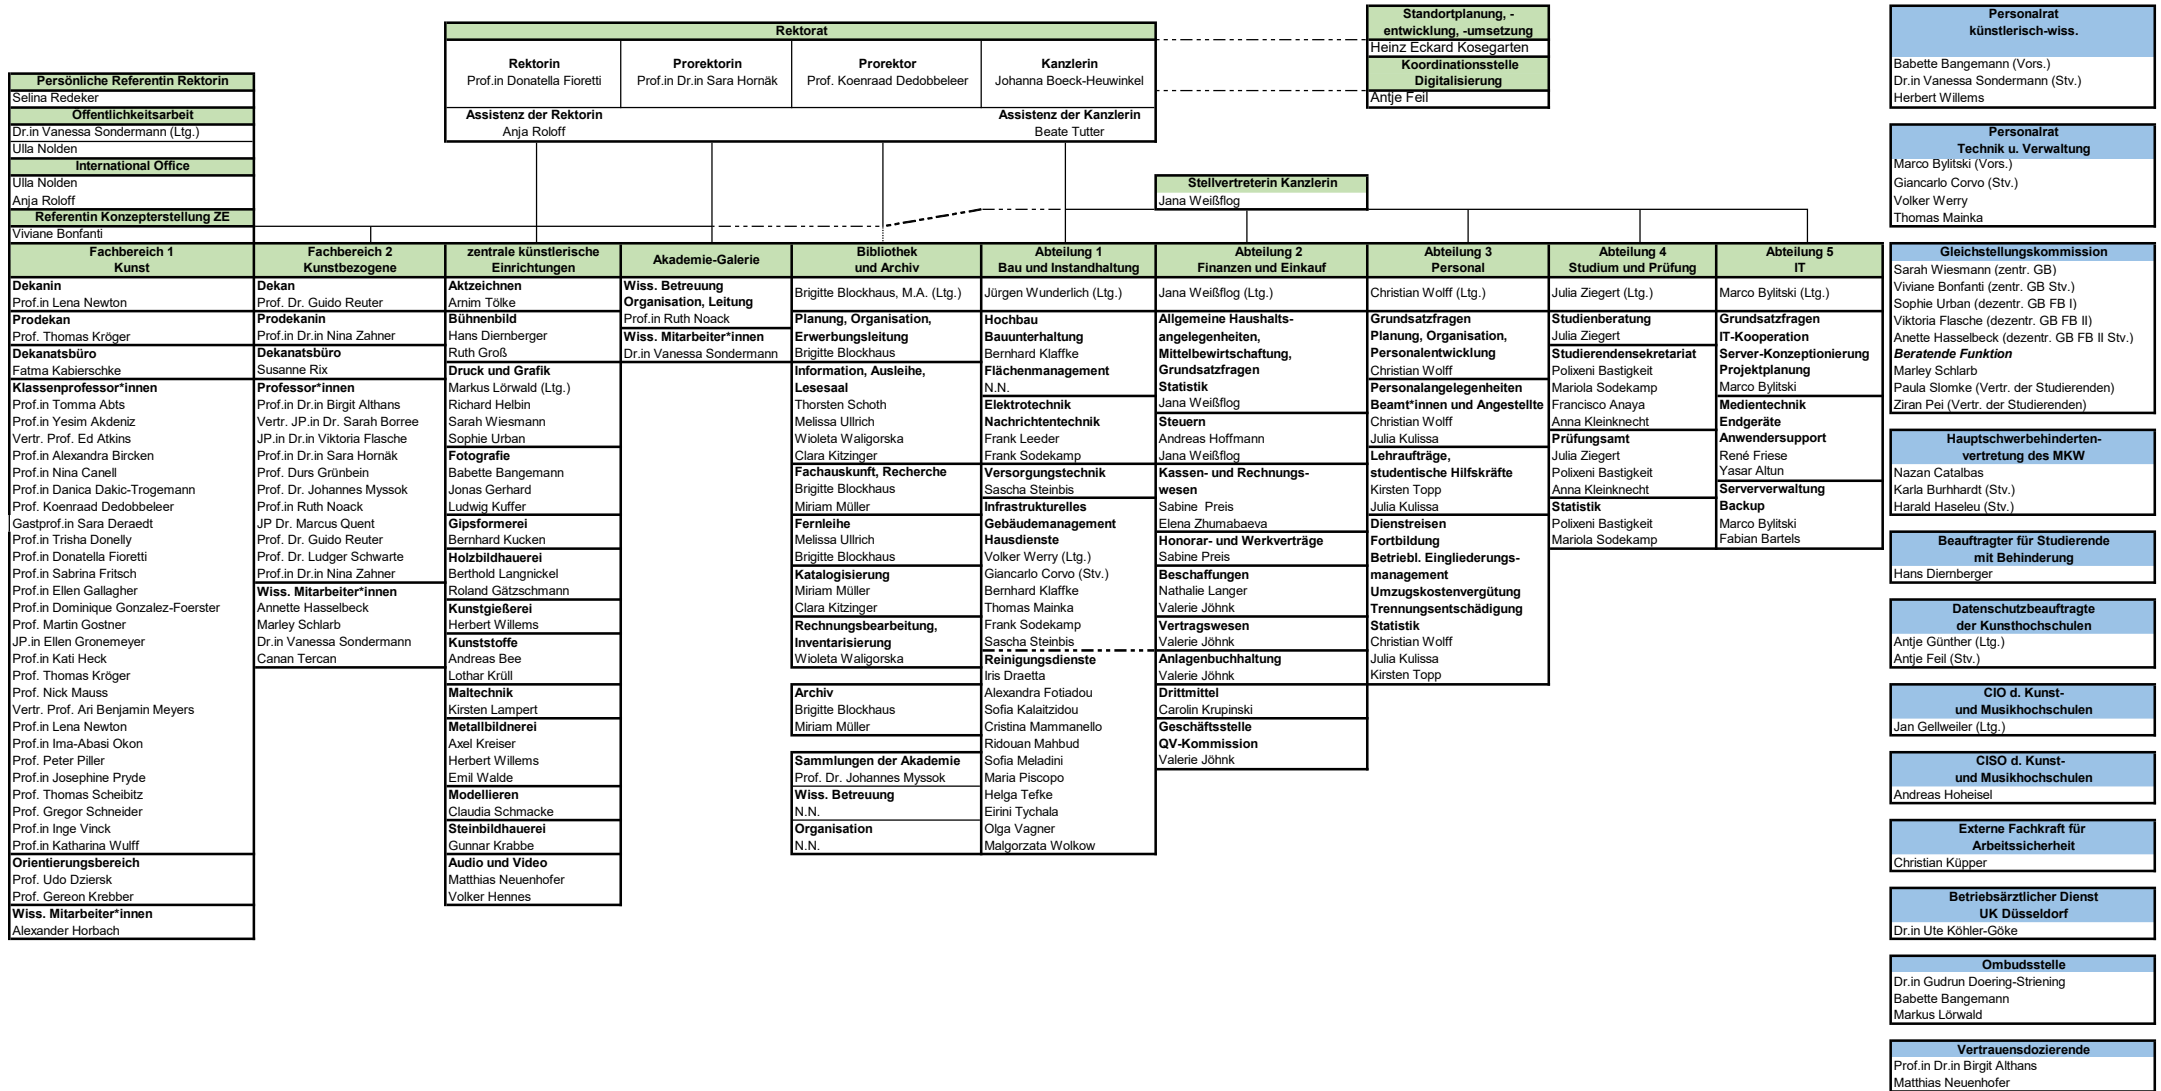 Rektorat
Rektorin
Prof.in Donatella Fioretti
Prorektorin
Prof.in Dr.in Sara Hornák
Prorektor
Prof. Koenraad Dedobbeleer
Kanzlerin
Johanna Boeck-Heuwinkel
Assistenz der Rektorin
Anja Roloff
Assistenz der Kanzlerin
Beate Tutter
Standortplanung, -
entwicklung, -umsetzung
Heinz Eckard Kosegarten
Koordinationsstelle
Digitalisierung
Antje Feil
Persönliche Referentin Rektorin
Selina Redeker
Öffentlichkeitsarbeit
Dr.in Vanessa Sondermann (Ltg.)
Ulla Nolden
International Office
Ulla Nolden
Anja Roloff
Referentin Konzepterstellung ZE
Viviane Bonfanti
Stellvertreterin Kanzlerin
Jana Weißflog
Fachbereich 1
Kunst
Dekanin
Prof.in Lena Newton
Prodekan
Prof. Thomas Kröger
Dekanatsbüro
Fatma Kabierschke
Klassenprofessor*innen
Prof.in Tomma Abts
Prof.in Yesim Akdeniz
Vertr. Prof. Ed Atkins
Prof.in Alexandra Bircken
Prof.in Nina Canell
Prof.in Danica Dakic-Trogemann
Prof. Koenraad Dedobbeleer
Gastprof.in Sara Deraedt
Prof.in Trisha Donelly
Prof.in Donatella Fioretti
Prof.in Sabrina Fritsch
Prof.in Ellen Gallagher
Prof.in Dominique Gonzalez-Foerster
Prof. Martin Gostner
JP.in Ellen Gronemeyer
Prof.in Kati Heck
Prof. Thomas Kröger
Prof. Nick Mauss
Vertr. Prof. Ari Benjamin Meyers
Prof.in Lena Newton
Prof.in Ima-Abasi Okon
Prof. Peter Piller
Prof.in Josephine Pryde
Prof. Thomas Scheibitz
Prof. Gregor Schneider
Prof.in Inge Vinck
Prof.in Katharina Wulff
Orientierungsbereich
Prof. Udo Dziersk
Prof. Gereon Krebber
Wiss. Mitarbeiter*innen
Alexander Horbach
Fachbereich 2
Kunstbezogene
Dekan
Prof. Dr. Guido Reuter
Prodekanin
Prof.in Dr.in Nina Zahner
Dekanatsbüro
Susanne Rix
Professor*innen
Prof.in Dr.in Birgit Althans
Vertr. JP.in Dr. Sarah Borree
JP.in Dr.in Viktoria Flasche
Prof.in Dr.in Sara Hornák
Prof. Durs Grünbein
Prof. Dr. Johannes Myssok
Prof.in Ruth Noack
JP Dr. Marcus Quent
Prof. Dr. Guido Reuter
Prof. Dr. Ludger Schwarte
Prof.in Dr.in Nina Zahner
Wiss. Mitarbeiter*innen
Annette Hasselbeck
Marley Schlarb
Dr.in Vanessa Sondermann
Canan Tercan
zentrale künstlerische
Einrichtungen
Aktzeichnen
Arnim Tölke
Bühnenbild
Hans Diernberger
Ruth Groß
Druck und Grafik
Markus Lörwald (Ltg.)
Richard Helbin
Sarah Wiesmann
Sophie Urban
Fotografie
Babette Bangemann
Jonas Gerhard
Ludwig Kuffer
Gipsformerei
Bernhard Kucken
Holzbildhauerei
Berthold Langnickel
Roland Gätzschmann
Kunstgießerei
Herbert Willems
Kunststoffe
Andreas Bee
Lothar Krüll
Maltechnik
Kirsten Lampert
Metallbildnerei
Axel Kreiser
Herbert Willems
Emil Walde
Modellieren
Claudia Schmacke
Steinbildhauerei
Gunnar Krabbe
Audio und Video
Matthias Neuenhofer
Volker Hennes
Akademie-Galerie
Wiss. Betreuung
Organisation, Leitung
Prof.in Ruth Noack
Wiss. Mitarbeiter*innen
Dr.in Vanessa Sondermann
Bibliothek
und Archiv
Brigitte Blockhaus, M.A. (Ltg.)
Planung, Organisation,
Erwerbungsleitung
Brigitte Blockhaus
Information, Ausleihe,
Lesesaal
Thorsten Schoth
Melissa Ullrich
Wioleta Waligorska
Clara Kitzinger
Fachauskunft, Recherche
Brigitte Blockhaus
Miriam Müller
Fernleihe
Melissa Ullrich
Brigitte Blockhaus
Katalogisierung
Miriam Müller
Clara Kitzinger
Rechnungsbearbeitung,
Inventarisierung
Wioleta Waligorska
Archiv
Brigitte Blockhaus
Miriam Müller
Sammlungen der Akademie
Prof. Dr. Johannes Myssok
Wiss. Betreuung
N.N.
Organisation
N.N.
Abteilung 1
Bau und Instandhaltung
Jürgen Wunderlich (Ltg.)
Hochbau
Bauunterhaltung
Bernhard Klaffke
Flächenmanagement
N.N.
Elektrotechnik
Nachrichtentechnik
Frank Leeder
Frank Sodekamp
Versorgungstechnik
Sascha Steinbis
Infrastrukturelles
Gebäudemanagement
Hausdienste
Volker Werry (Ltg.)
Giancarlo Corvo (Stv.)
Bernhard Klaffke
Thomas Mainka
Frank Sodekamp
Sascha Steinbis
Reinigungsdienste
Iris Draetta
Alexandra Fotiadou
Sofia Kalaitzidou
Cristina Mammanello
Ridouan Mahbud
Sofia Meladini
Maria Piscopo
Helga Tefke
Eirini Tychala
Olga Vagner
Malgorzata Wolkow
Abteilung 2
Finanzen und Einkauf
Jana Weißflog (Ltg.)
Allgemeine Haushalts-
angelegenheiten,
Mittelbewirtschaftung,
Grundsatzfragen
Statistik
Jana Weißflog
Steuern
Andreas Hoffmann
Jana Weißflog
Kassen- und Rechnungs-
wesen
Sabine  Preis
Elena Zhumabaeva
Honorar- und Werkverträge
Sabine Preis
Beschaffungen
Nathalie Langer
Valerie Jöhnk
Vertragswesen
Valerie Jöhnk
Anlagenbuchhaltung
Valerie Jöhnk
Drittmittel
Carolin Krupinski
Geschäftsstelle
QV-Kommission
Valerie Jöhnk
Abteilung 3
Personal
Christian Wolff (Ltg.)
Grundsatzfragen
Planung, Organisation,
Personalentwicklung
Christian Wolff
Personalangelegenheiten
Beamt*innen und Angestellte
Christian Wolff
Julia Kulissa
Lehraufträge,
studentische Hilfskräfte
Kirsten Topp
Julia Kulissa
Dienstreisen
Fortbildung
Betriebl. Eingliederungs-
management
Umzugskostenvergütung
Trennungsentschädigung
Statistik
Christian Wolff
Julia Kulissa
Kirsten Topp
Abteilung 4
Studium und Prüfung
Julia Ziegert (Ltg.)
Studienberatung
Julia Ziegert
Studierendensekretariat
Polixeni Bastigkeit
Mariola Sodekamp
Francisco Anaya
Anna Kleinknecht
Prüfungsamt
Julia Ziegert
Polixeni Bastigkeit
Anna Kleinknecht
Statistik
Polixeni Bastigkeit
Mariola Sodekamp
Abteilung 5
IT
Marco Bylitski (Ltg.)
Grundsatzfragen
IT-Kooperation
Server-Konzeptionierung
Projektplanung
Marco Bylitski
Medientechnik
Endgeräte
Anwendersupport
René Friese
Yasar Altun
Serververwaltung
Backup
Marco Bylitski
Fabian Bartels
Personalrat
künstlerisch-wiss.
Babette Bangemann (Vors.)
Dr.in Vanessa Sondermann (Stv.)
Herbert Willems
Personalrat
Technik u. Verwaltung
Marco Bylitski (Vors.)
Giancarlo Corvo (Stv.)
Volker Werry
Thomas Mainka
Gleichstellungskommission
Sarah Wiesmann (zentr. GB)
Viviane Bonfanti (zentr. GB Stv.)
Sophie Urban (dezentr. GB FB I)
Viktoria Flasche (dezentr. GB FB II)
Anette Hasselbeck (dezentr. GB FB II Stv.)
Beratende Funktion
Marley Schlarb
Paula Slomke (Vertr. der Studierenden)
Ziran Pei (Vertr. der Studierenden)
Hauptschwerbehinderten-
vertretung des MKW
Nazan Catalbas
Karla Burhhardt (Stv.)
Harald Haseleu (Stv.)
Beauftragter für Studierende
mit Behinderung
Hans Diernberger
Datenschutzbeauftragte
der Kunsthochschulen
Antje Günther (Ltg.)
Antje Feil (Stv.)
CIO d. Kunst-
und Musikhochschulen
Jan Gellweiler (Ltg.)
CISO d. Kunst-
und Musikhochschulen
Andreas Hoheisel
Externe Fachkraft für
Arbeitssicherheit
Christian Küpper
Betriebsärztlicher Dienst
UK Düsseldorf
Dr.in Ute Köhler-Göke
Ombudsstelle
Dr.in Gudrun Doering-Striening
Babette Bangemann
Markus Lörwald
Vertrauensdozierende
Prof.in Dr.in Birgit Althans
Matthias Neuenhofer